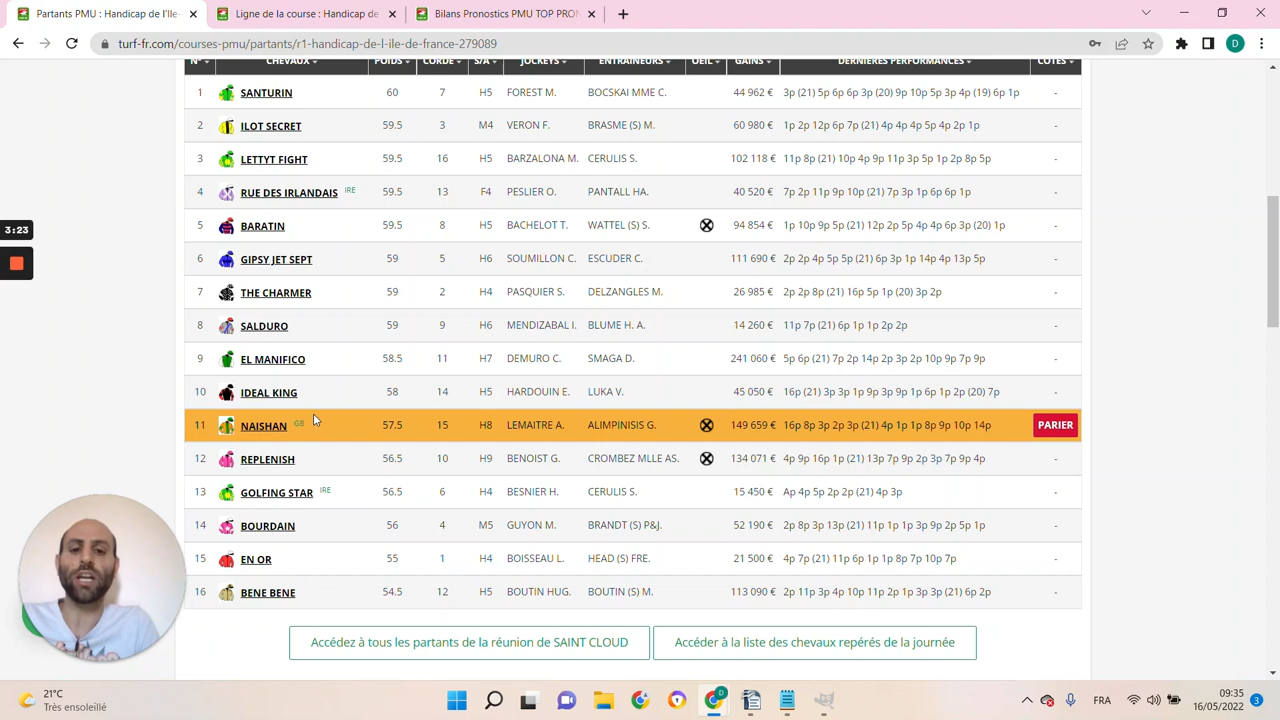 Partants PMU : Handicap de l'Ile- Ligne de la course : Handicap de Bilans Pronostics PMU TOP PRON
turf-fr.com/courses-pmu/partants/r1-handicap-de-l-ile-de-france-279909
N° CHEVAUX POIDS CORDE S/A JOCKEYS ENTRAINEURS OEIL GAINS DERNIÈRES PERFORMANCES COTES
1 SANTURIN 60 7 H5 FOREST M. BOCSKAI MME C. 44 962 € 3p (21) 5p 6p 6p 3p (20) 9p 10p 5p 3p 4p (19) 6p 1p -
2 ILOT SECRET 59.5 3 M4 VERON F. BRASME (S) M. 60 980 € 1p 2p 12p 6p 7p (21) 4p 4p 4p 5p 4p 2p 1p -
3 LETTYT FIGHT 59.5 16 H5 BARZALONA M. CERULIS S. 102 118 € 11p 8p (21) 10p 4p 9p 11p 3p 5p 1p 2p 8p 5p -
4 RUE DES IRLANDAIS IRE 59.5 13 F4 PESLIER O. PANTALL HA. 40 520 € 7p 2p 11p 9p 10p (21) 7p 3p 1p 6p 6p 1p -
3:23
5 BARATIN 59.5 8 H5 BACHELOT T. WATTEL (S) S. 94 854 € 1p 10p 9p 5p (21) 12p 2p 5p 4p 4p 6p 3p (20) 1p -
6 GIPSY JET SEPT 59 5 H6 SOUMILLON C. ESCUDER C. 111 690 € 2p 2p 4p 5p 5p (21) 6p 3p 1p 14p 4p 13p 5p -
7 THE CHARMER 59 2 H4 PASQUIER S. DELZANGLES M. 26 985 € 2p 2p 8p (21) 16p 5p 1p (20) 3p 2p -
8 SALDURO 59 9 H6 MENDIZABAL I. BLUME H. A. 14 260 € 11p 7p (21) 6p 1p 1p 2p 2p -
9 EL MANIFICO 58.5 11 H7 DEMURO C. SMAGA D. 241 060 € 5p 6p (21) 7p 2p 14p 2p 3p 2p 10p 9p 7p 9p -
10 IDEAL KING 58 14 H5 HARDOUIN E. LUKA V. 45 050 € 16p (21) 3p 3p 1p 9p 3p 9p 1p 6p 1p 2p (20) 7p -
11 NAISHAN GB 57.5 15 H8 LEMAITRE A. ALIMPINISIS G. 149 659 € 16p 8p 3p 2p 3p (21) 4p 1p 1p 8p 9p 10p 14p PARIER
12 REPLENISH 56.5 10 H9 BENOIST G. CROMBEZ MLLE AS. 134 071 € 4p 9p 16p 1p (21) 13p 7p 9p 2p 3p 7p 9p 4p -
13 GOLFING STAR IRE 56.5 6 H4 BESNIER H. CERULIS S. 15 450 € Ap 4p 5p 2p 2p (21) 4p 3p -
14 BOURDAIN 56 4 M5 GUYON M. BRANDT (S) P&J. 52 190 € 2p 8p 3p 13p (21) 11p 1p 1p 3p 3p 2p 5p 1p -
15 EN OR 55 1 H4 BOISSEAU L. HEAD (S) FRE. 21 500 € 4p 7p (21) 11p 6p 1p 1p 8p 7p 10p 7p -
16 BENE BENE 54.5 12 H5 BOUTIN HUG. BOUTIN (S) M. 113 090 € 2p 11p 3p 4p 10p 11p 2p 1p 3p 3p (21) 6p 2p -
Accédez à tous les partants de la réunion de SAINT CLOUD Accéder à la liste des chevaux repérés de la journée
21°C
Très ensoleillé
FRA
09:35
16/05/2022